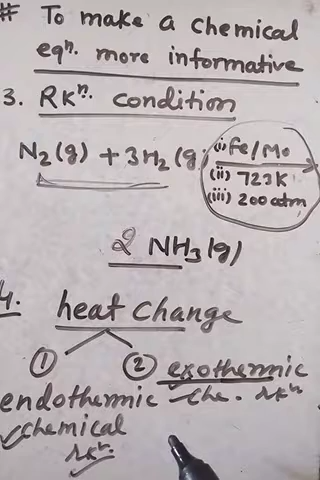 # To make a chemical
eqⁿ. more informative
3. Rkⁿ. condition
N₂(g) + 3H₂(g) (i) Fe/Mo
(ii) 723K
(iii) 200 atm
2 NH₃(g)
4. heat change
① ② exothermic
endothermic che. rkⁿ.
chemical
rkⁿ.